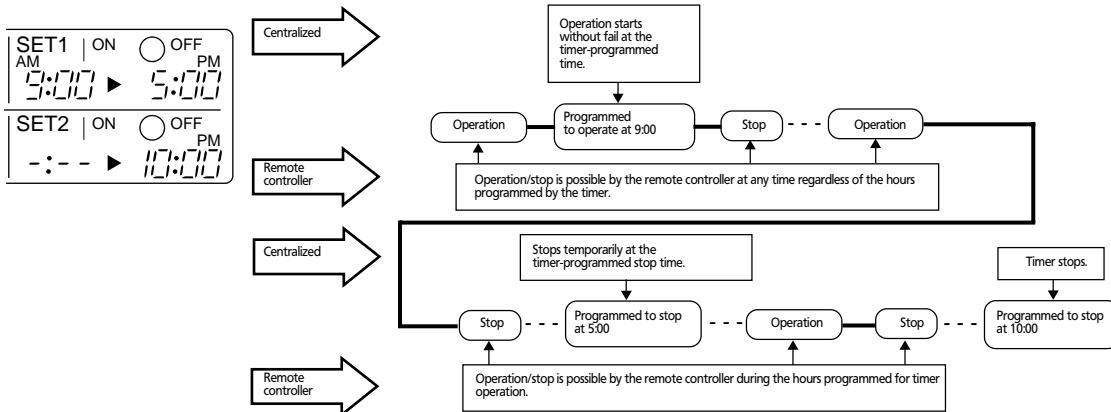 SET1 ON OFF
AM PM
9:00 ▶ 5:00
SET2 ON OFF
PM
-:-- ▶ 10:00
Centralized
Operation starts
without fail at the
timer-programmed
time.
Operation
Programmed
to operate at 9:00
Stop
Operation
Remote
controller
Operation/stop is possible by the remote controller at any time regardless of the hours
programmed by the timer.
Centralized
Stops temporarily at the
timer-programmed stop time.
Timer stops.
Stop
Programmed to stop
at 5:00
Operation
Stop
Programmed to stop
at 10:00
Remote
controller
Operation/stop is possible by the remote controller during the hours programmed for timer
operation.